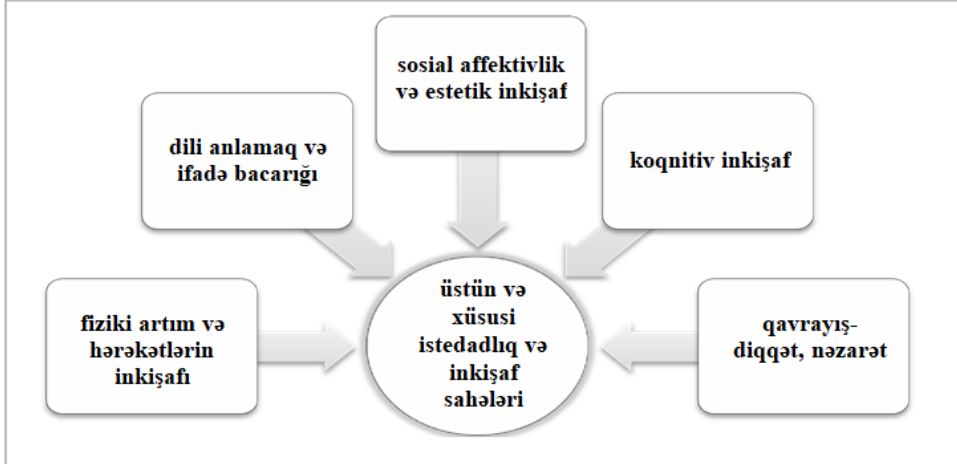 sosial affektivlik
və estetik inkişaf
dili anlamaq və
ifadə bacarığı
koqnitiv inkişaf
fiziki artım və
hərəkətlərin
inkişafı
üstün və
xüsusi
istedadlıq və
inkişaf
sahələri
qavrayış-
diqqət, nəzarət